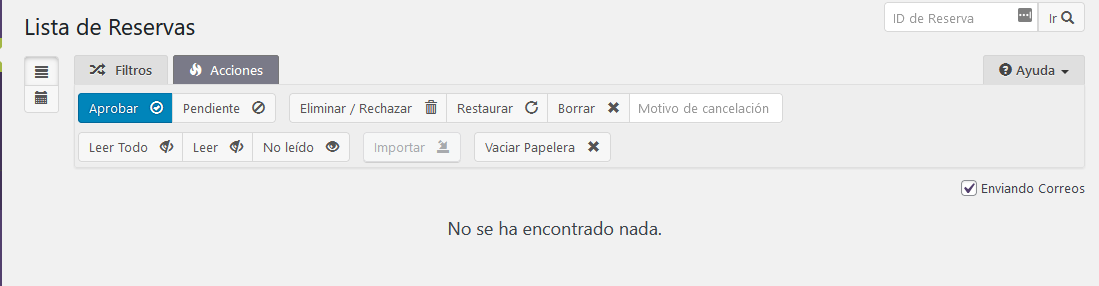 Lista de Reservas
ID de Reserva Ir
Filtros Acciones Ayuda
Aprobar Pendiente Eliminar / Rechazar Restaurar Borrar Motivo de cancelación
Leer Todo Leer No leído Importar Vaciar Papelera
Enviando Correos
No se ha encontrado nada.